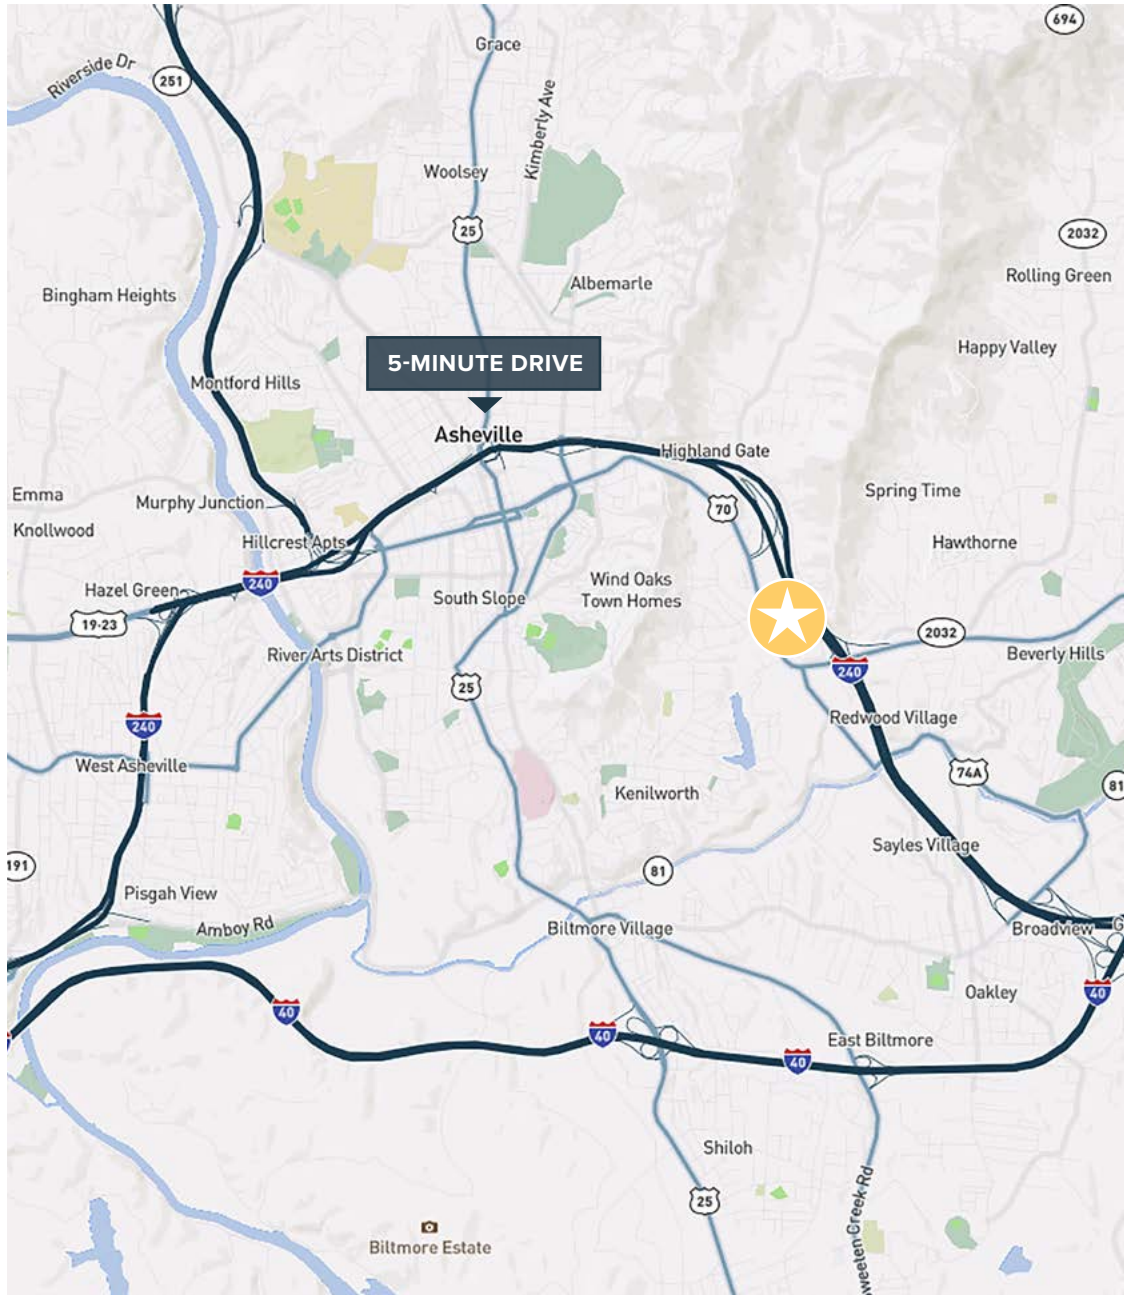 694
Grace
Riverside Dr
251
Kimberly Ave
Woolsey
25
2032
Rolling Green
Albemarle
Bingham Heights
Happy Valley
5-MINUTE DRIVE
Montford Hills
Asheville
Highland Gate
Emma
Murphy Junction
Spring Time
70
Knollwood
Hillcrest Apts
Hawthorne
Hazel Green
240
Wind Oaks
Town Homes
South Slope
19-23
2032
River Arts District
Beverly Hills
240
25
240
Redwood Village
West Asheville
74A
81
Kenilworth
Sayles Village
191
81
Pisgah View
Amboy Rd
Biltmore Village
Broadview
G
Oakley
40
40
40
East Biltmore
40
Shiloh
25
weeten Creek Rd
Biltmore Estate